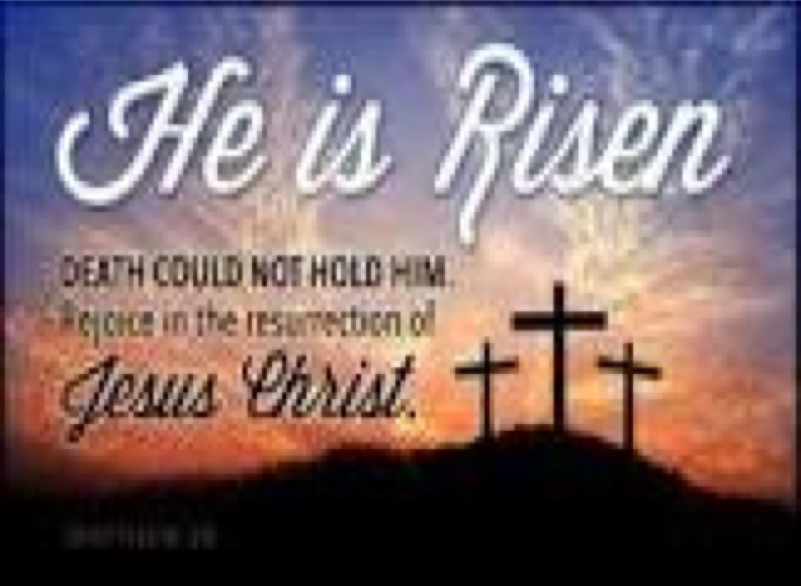 He is Risen
DEATH COULD NOT HOLD HIM.
Rejoice in the resurrection of
Jesus Christ.